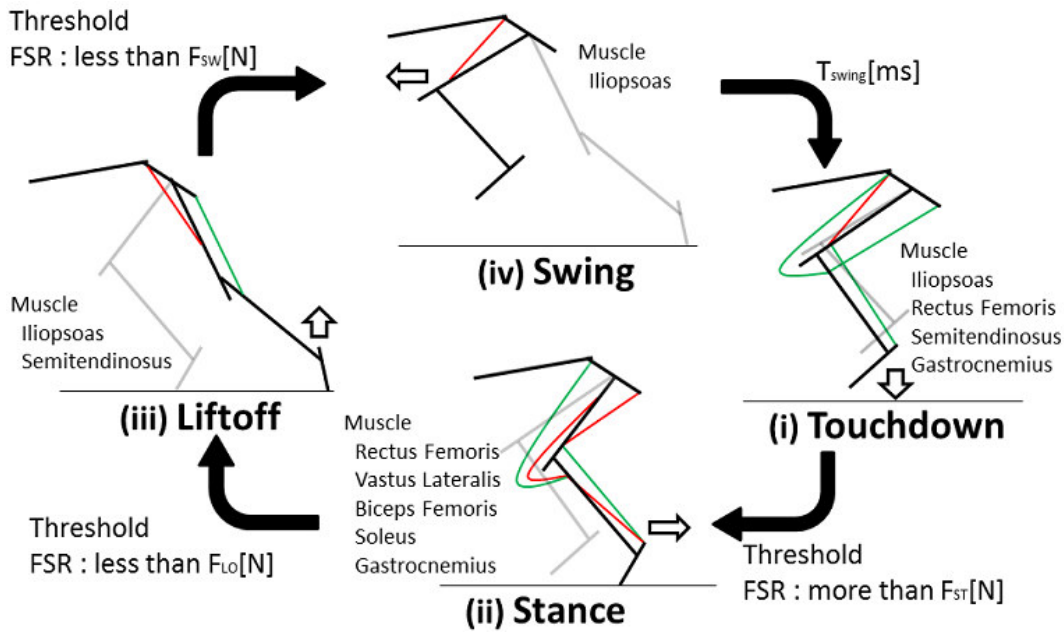 Threshold
FSR : less than FSW[N]
Muscle
Iliopsoas
Tswing[ms]
(iv) Swing
Muscle
Iliopsoas
Semitendinosus
(iii) Liftoff
Muscle
Iliopsoas
Rectus Femoris
Semitendinosus
Gastrocnemius
(i) Touchdown
Muscle
Rectus Femoris
Vastus Lateralis
Biceps Femoris
Soleus
Gastrocnemius
(ii) Stance
Threshold
FSR : less than FLO[N]
Threshold
FSR : more than FST[N]